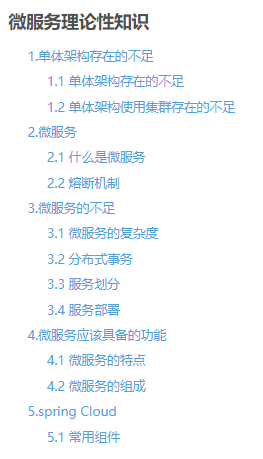 微服务理论性知识
1.单体架构存在的不足
1.1 单体架构存在的不足
1.2 单体架构使用集群存在的不足
2.微服务
2.1 什么是微服务
2.2 熔断机制
3.微服务的不足
3.1 微服务的复杂度
3.2 分布式事务
3.3 服务划分
3.4 服务部署
4.微服务应该具备的功能
4.1 微服务的特点
4.2 微服务的组成
5.spring Cloud
5.1 常用组件